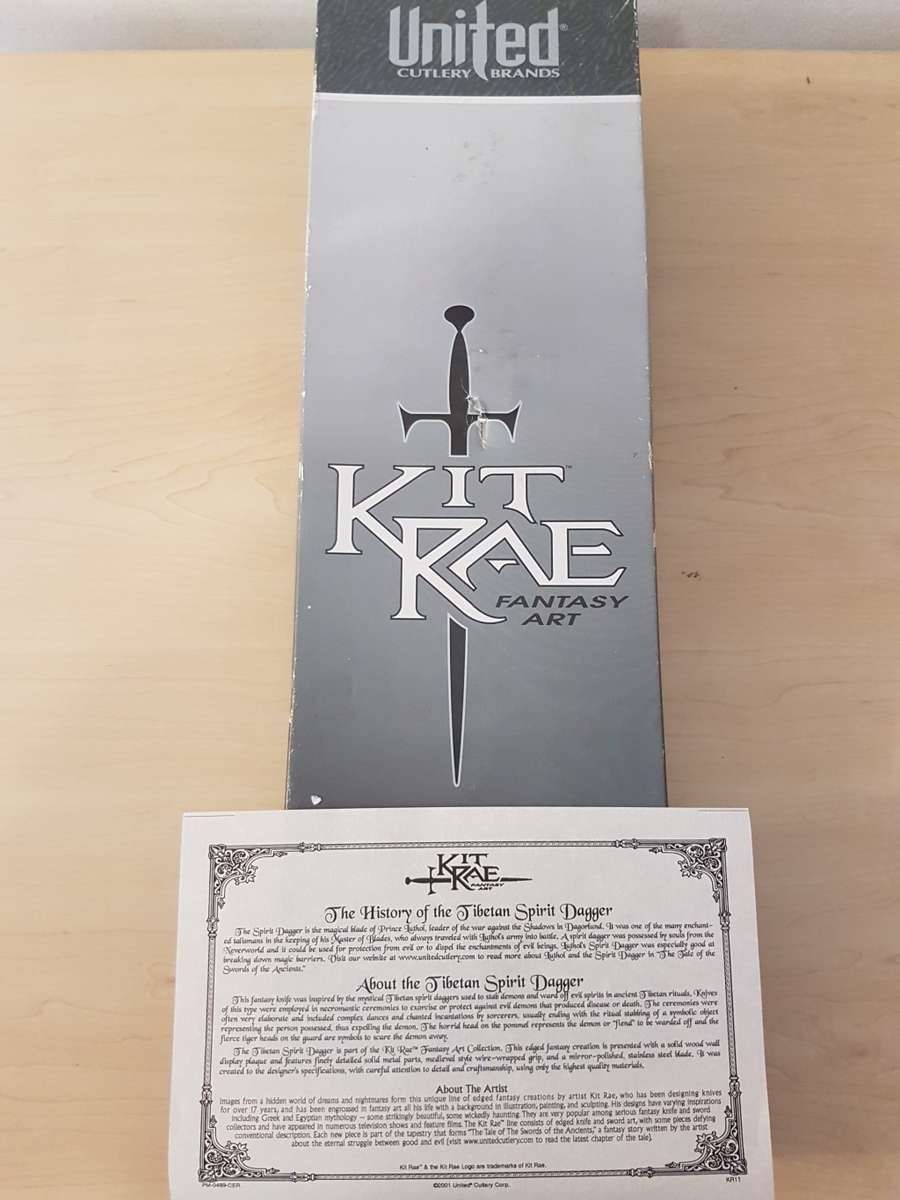 United®
CUTLERY BRANDS
KIT™
RAE
FANTASY
ART
KIT
RAE
FANTASY
ART
The History of the Tibetan Spirit Dagger
The Spirit Dagger is the magical blade of Prince Luthol, leader of the war against the Shadows in Dagorlund. It was one of the many enchant-
ed talismans in the keeping of his Master of Blades, who always traveled with Luthol's army into battle. A spirit dagger was possessed by souls from the
Neverworld and it could be used for protection from evil or to dispel the enchantments of evil beings. Luthol's Spirit Dagger was especially good at
breaking down magic barriers. Visit our website at www.unitedcutlery.com to read more about Luthol and the Spirit Dagger in "The Tale of the
Swords of the Ancients."
About the Tibetan Spirit Dagger
This fantasy knife was inspired by the mystical Tibetan spirit daggers used to stab demons and ward off evil spirits in ancient Tibetan rituals. Knives
of this type were employed in necromantic ceremonies to exorcise or protect against evil demons that produced disease or death. The ceremonies were
often very elaborate and included complex dances and chanted incantations by sorcerers, usually ending with the ritual stabbing of a symbolic object
representing the person possessed, thus expelling the demon. The horrid head on the pommel represents the demon or "fiend" to be warded off and the
fierce tiger heads on the guard are symbols to scare the demon away.
The Tibetan Spirit Dagger is part of the Kit Rae™ Fantasy Art Collection. This edged fantasy creation is presented with a solid wood wall
display plaque and features finely detailed solid metal parts, medieval style wire-wrapped grip, and a mirror-polished, stainless steel blade. It was
created to the designer's specifications, with careful attention to detail and craftsmanship, using only the highest quality materials.
About The Artist
Images from a hidden world of dreams and nightmares form this unique line of edged fantasy creations by artist Kit Rae, who has been designing knives
for over 17 years, and has been engrossed in fantasy art all his life with a background in illustration, painting, and sculpting. His designs have varying inspirations
including Greek and Egyptian mythology – some strikingly beautiful, some wickedly haunting. They are very popular among serious fantasy knife and sword
collectors and have appeared in numerous television shows and feature films. The Kit Rae™ line consists of edged knife and sword art, with some pieces defying
conventional description. Each new piece is part of the tapestry that forms "The Tale of The Swords of the Ancients," a fantasy story written by the artist
about the eternal struggle between good and evil (visit www.unitedcutlery.com to read the latest chapter of the tale).
Kit Rae™ & the Kit Rae Logo are trademarks of Kit Rae.
PM-0489-CER
©2001 United® Cutlery Corp.
KR11